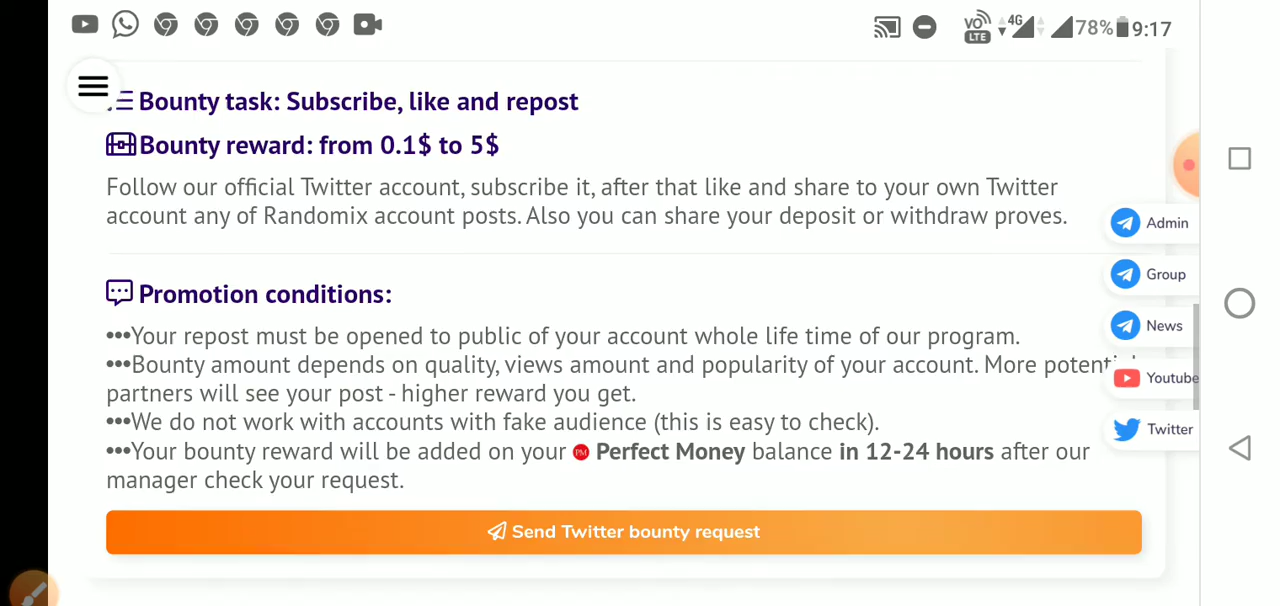 VO LTE 4G 78% 9:17
Bounty task: Subscribe, like and repost
Bounty reward: from 0.1$ to 5$
Follow our official Twitter account, subscribe it, after that like and share to your own Twitter
account any of Randomix account posts. Also you can share your deposit or withdraw proves.
Admin
Group
News
Youtube
Twitter
Promotion conditions:
•••Your repost must be opened to public of your account whole life time of our program.
•••Bounty amount depends on quality, views amount and popularity of your account. More potenti
partners will see your post - higher reward you get.
•••We do not work with accounts with fake audience (this is easy to check).
•••Your bounty reward will be added on your PM Perfect Money balance in 12-24 hours after our
manager check your request.
Send Twitter bounty request